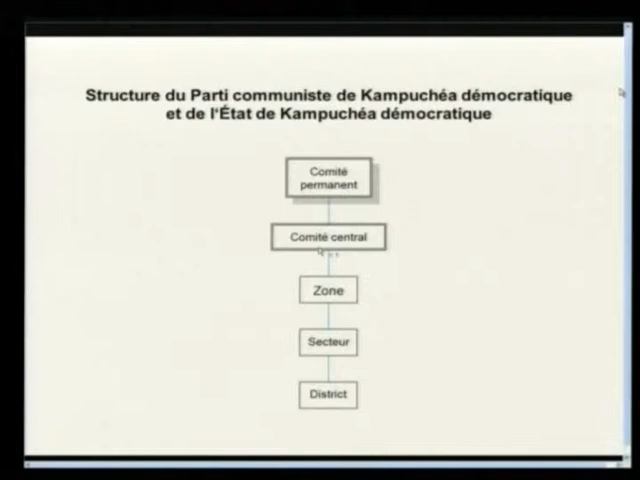 Structure du Parti communiste de Kampuchéa démocratique
et de l'État de Kampuchéa démocratique
Comité
permanent
Comité central
Zone
Secteur
District